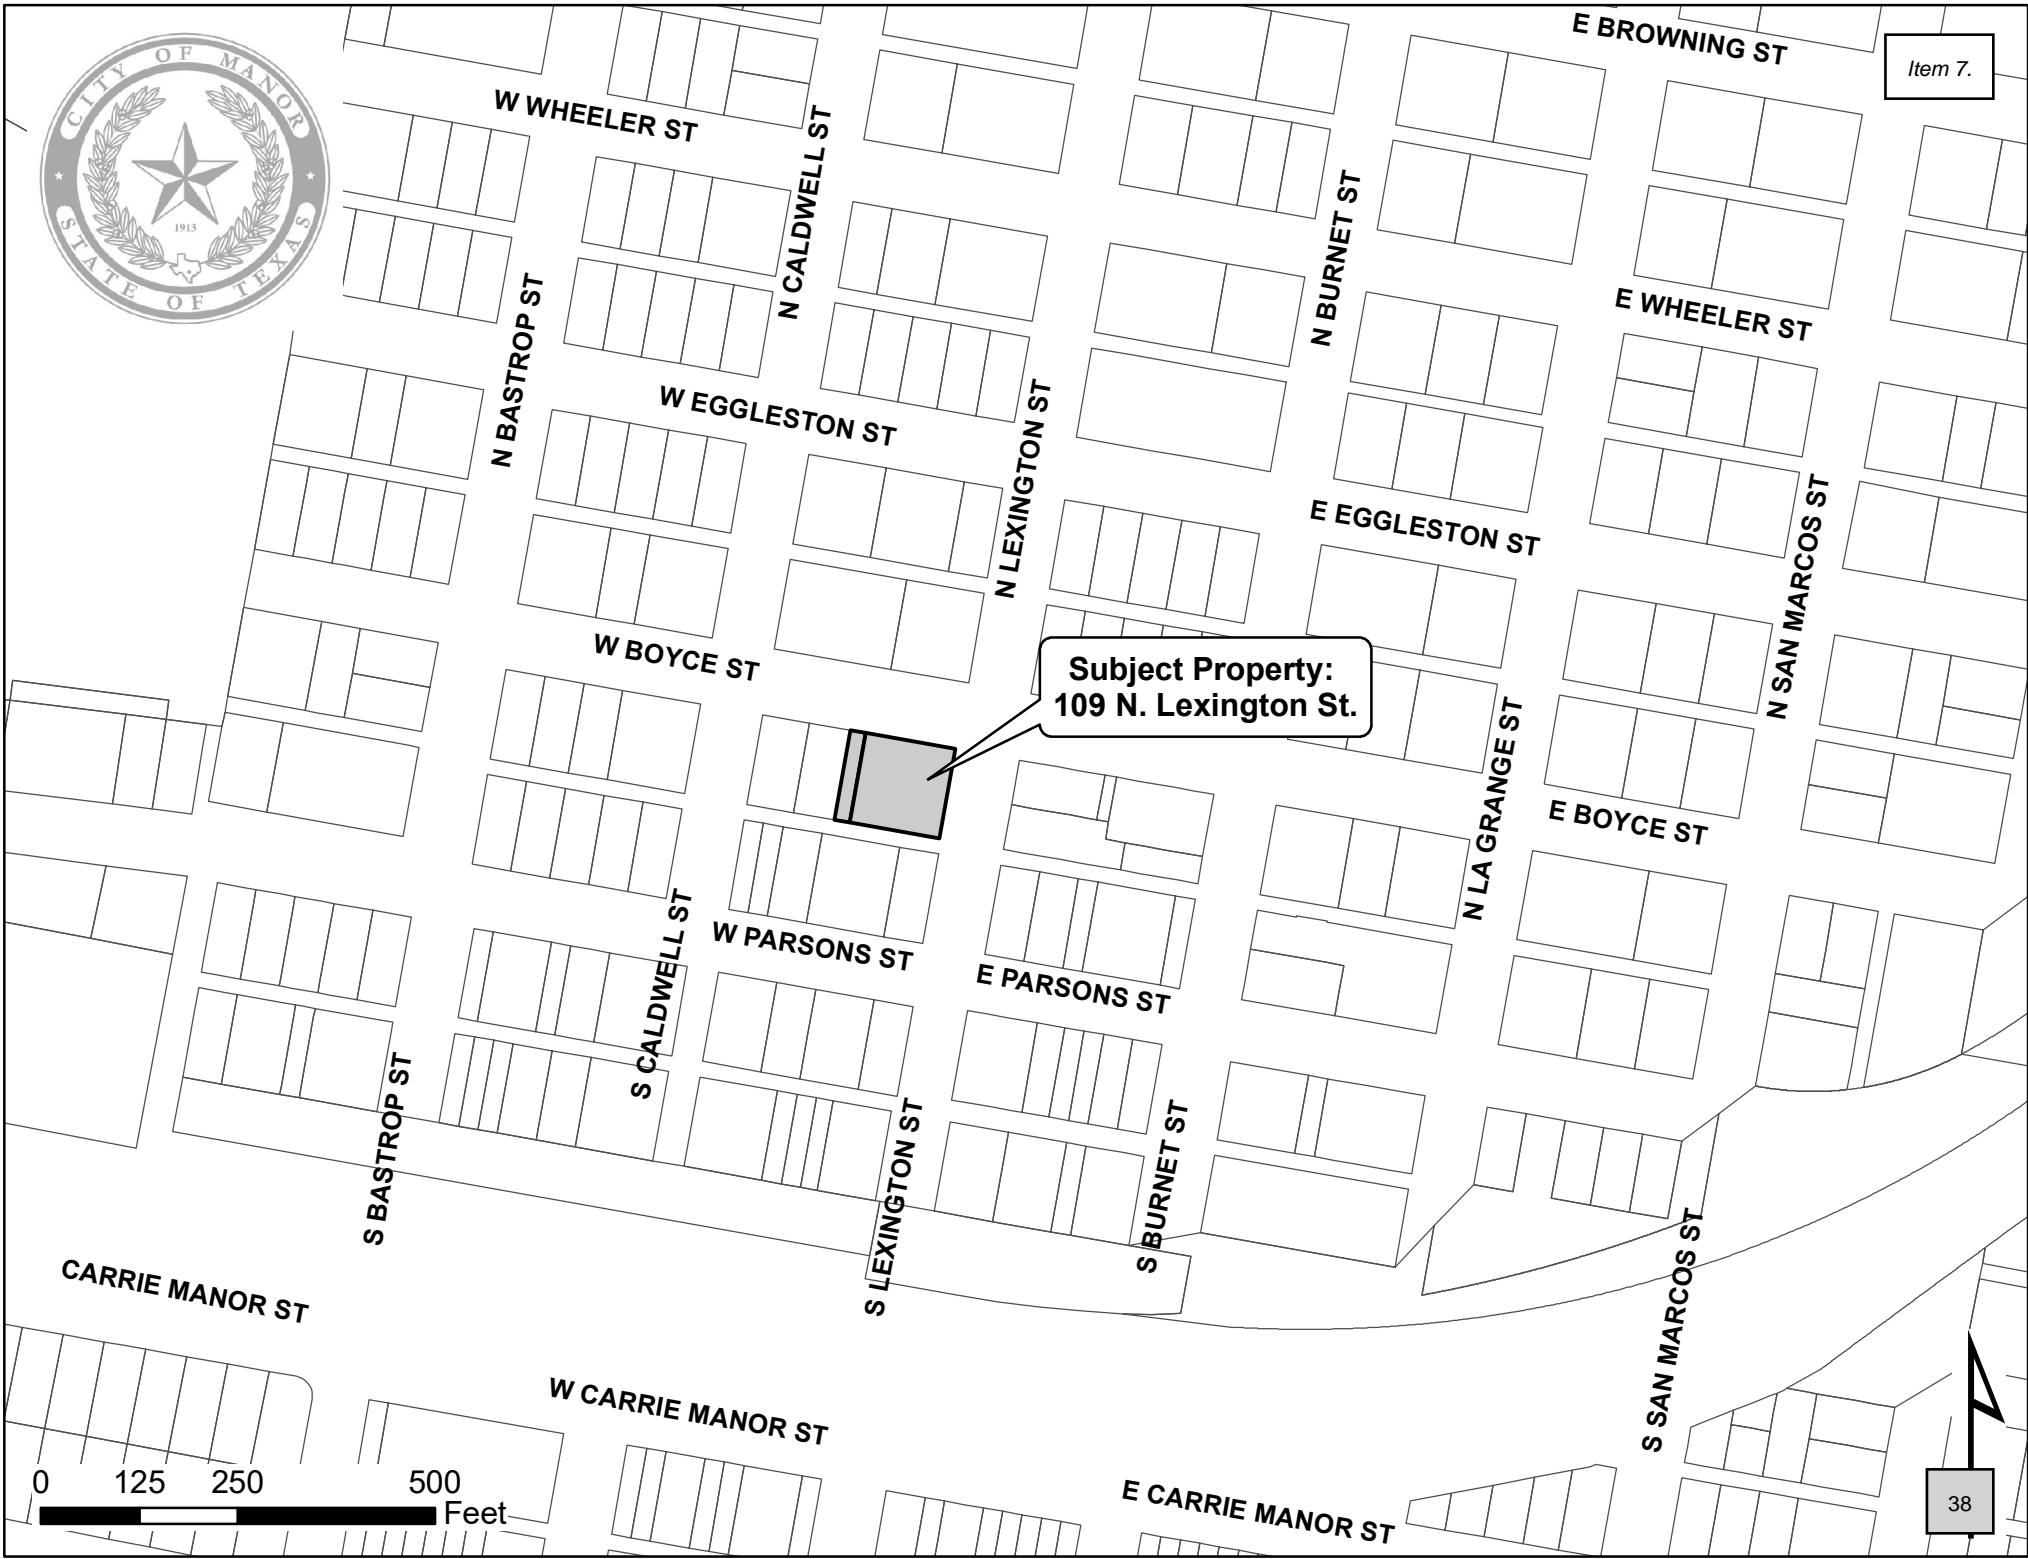 E BROWNING ST
Item 7.
CITY OF MANOR
STATE OF TEXAS
1913
W WHEELER ST
N CALDWELL ST
N BURNET ST
N BASTROP ST
E WHEELER ST
W EGGLESTON ST
N LEXINGTON ST
E EGGLESTON ST
N SAN MARCOS ST
W BOYCE ST
Subject Property:
109 N. Lexington St.
N LA GRANGE ST
E BOYCE ST
S CALDWELL ST
W PARSONS ST
E PARSONS ST
S BASTROP ST
S LEXINGTON ST
S BURNET ST
S SAN MARCOS ST
CARRIE MANOR ST
W CARRIE MANOR ST
E CARRIE MANOR ST
0 125 250 500
Feet
38